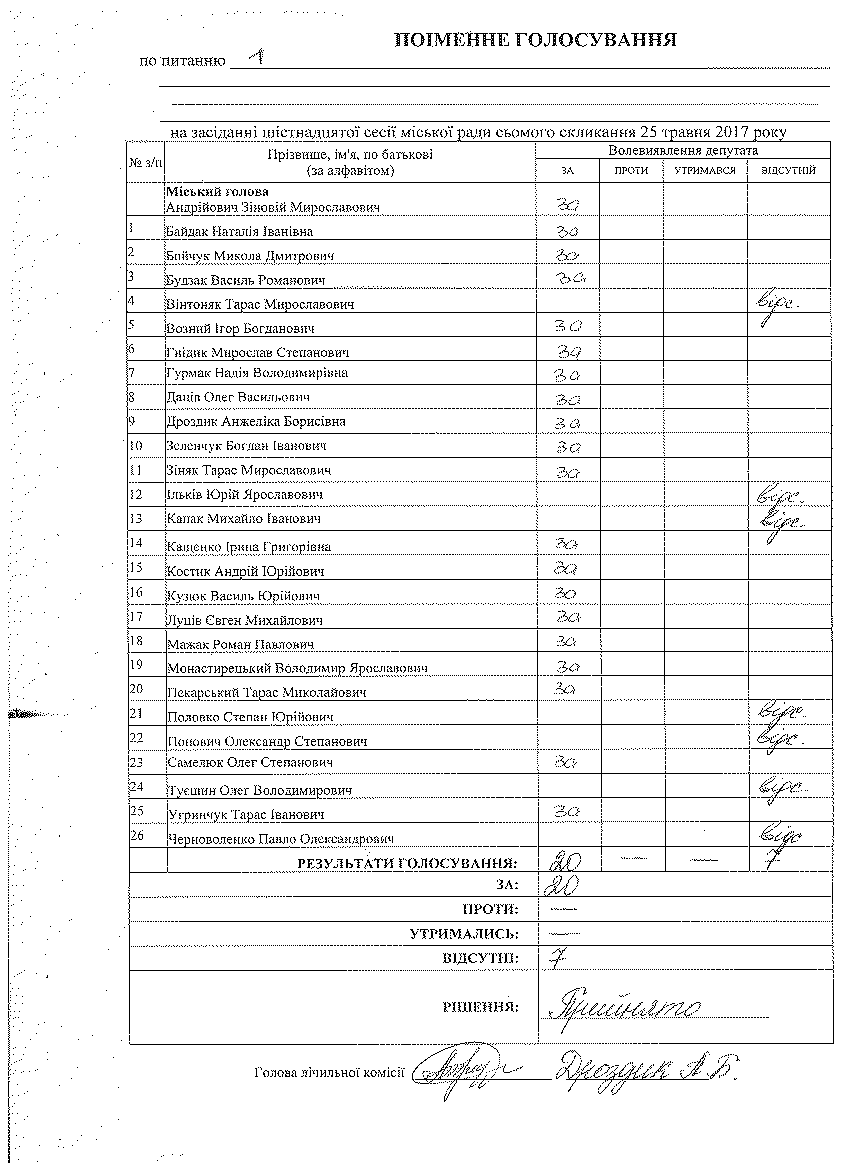 ПОІМЕННЕ ГОЛОСУВАННЯ
по питанню 1
на засіданні шістнадцятої сесії міської ради сьомого скликання 25 травня 2017 року
№ з/п Прізвище, ім'я, по батькові (за алфавітом) Волевиявлення депутата
ЗА ПРОТИ УТРИМАВСЯ ВІДСУТНІЙ
Міський голова
Андрійович Зіновій Мирославович за
1 Байдак Наталія Іванівна за
2 Бойчук Микола Дмитрович за
3 Будзак Василь Романович за
4 Вінтоняк Тарас Мирославович відс.
5 Возний Ігор Богданович за
6 Гнідик Мирослав Степанович за
7 Гурмак Надія Володимирівна за
8 Даців Олег Васильович за
9 Дроздик Анжеліка Борисівна за
10 Зеленчук Богдан Іванович за
11 Зіняк Тарас Мирославович за
12 Ільків Юрій Ярославович відс.
13 Капак Михайло Іванович відс.
14 Кащенко Ірина Григорівна за
15 Костик Андрій Юрійович за
16 Кузюк Василь Юрійович за
17 Луців Євген Михайлович за
18 Мажак Роман Павлович за
19 Монастирецький Володимир Ярославович за
20 Пекарський Тарас Миколайович за
21 Половко Степан Юрійович відс.
22 Попович Олександр Степанович відс.
23 Самелюк Олег Степанович за
24 Туєшин Олег Володимирович відс.
25 Угринчук Тарас Іванович за
26 Черноволенко Павло Олександрович відс
РЕЗУЛЬТАТИ ГОЛОСУВАННЯ: 20 — — 7
ЗА: 20
ПРОТИ: —
УТРИМАЛИСЬ: —
ВІДСУТНІ: 7
РІШЕННЯ: Прийнято
Голова лічильної комісії Дроздик А.Б.